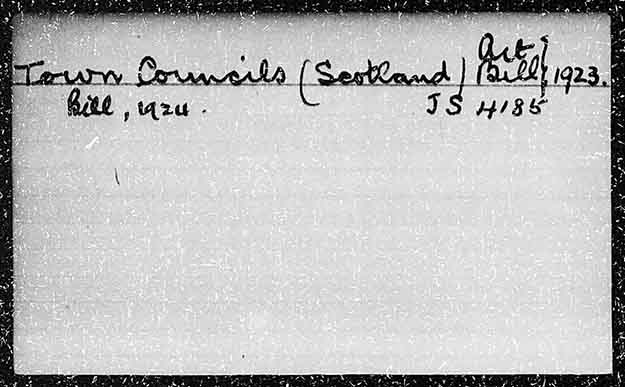 Town Councils (Scotland) Act Bill } 1923.
Bill, 1924. JS 4185